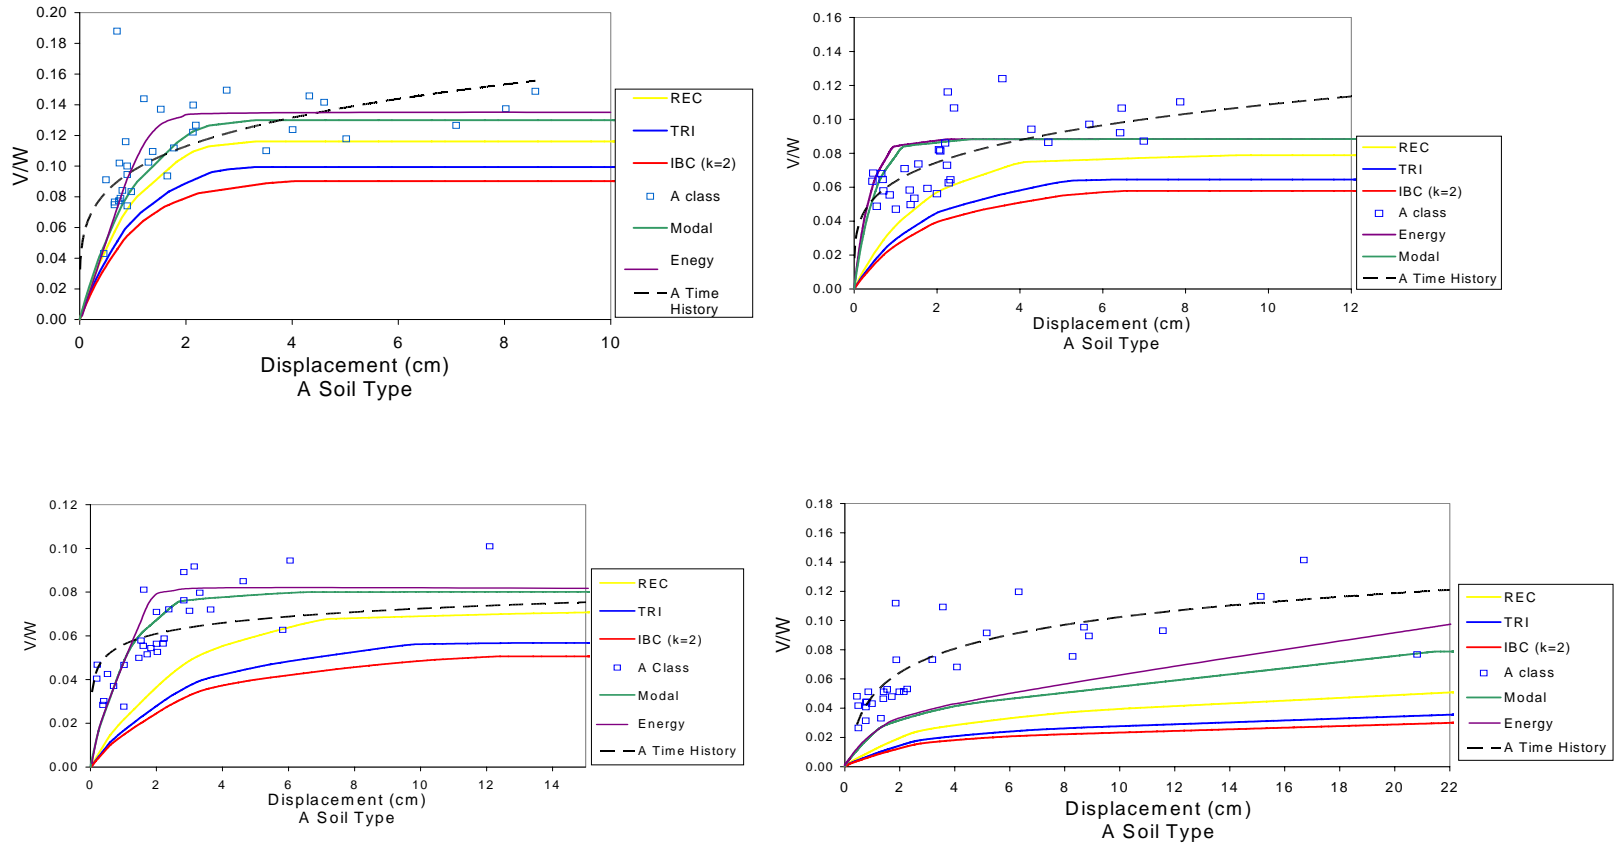 0.20
0.18
0.16
0.14
0.12
0.10
0.08
0.06
0.04
0.02
0.00
V/W
0 2 4 6 8 10
Displacement (cm)
A Soil Type
REC
TRI
IBC (k=2)
A class
Modal
Enegy
A Time
History
0.16
0.14
0.12
0.10
0.08
0.06
0.04
0.02
0.00
V/W
0 2 4 6 8 10 12
Displacement (cm)
A Soil Type
REC
TRI
IBC (k=2)
A class
Energy
Modal
A Time History
0.12
0.10
0.08
0.06
0.04
0.02
0.00
V/W
0 2 4 6 8 10 12 14
Displacement (cm)
A Soil Type
REC
TRI
IBC (k=2)
A Class
Modal
Energy
A Time History
0.18
0.16
0.14
0.12
0.10
0.08
0.06
0.04
0.02
0.00
V/W
0 2 4 6 8 10 12 14 16 18 20 22
Displacement (cm)
A Soil Type
REC
TRI
IBC (k=2)
A class
Modal
Energy
A Time History